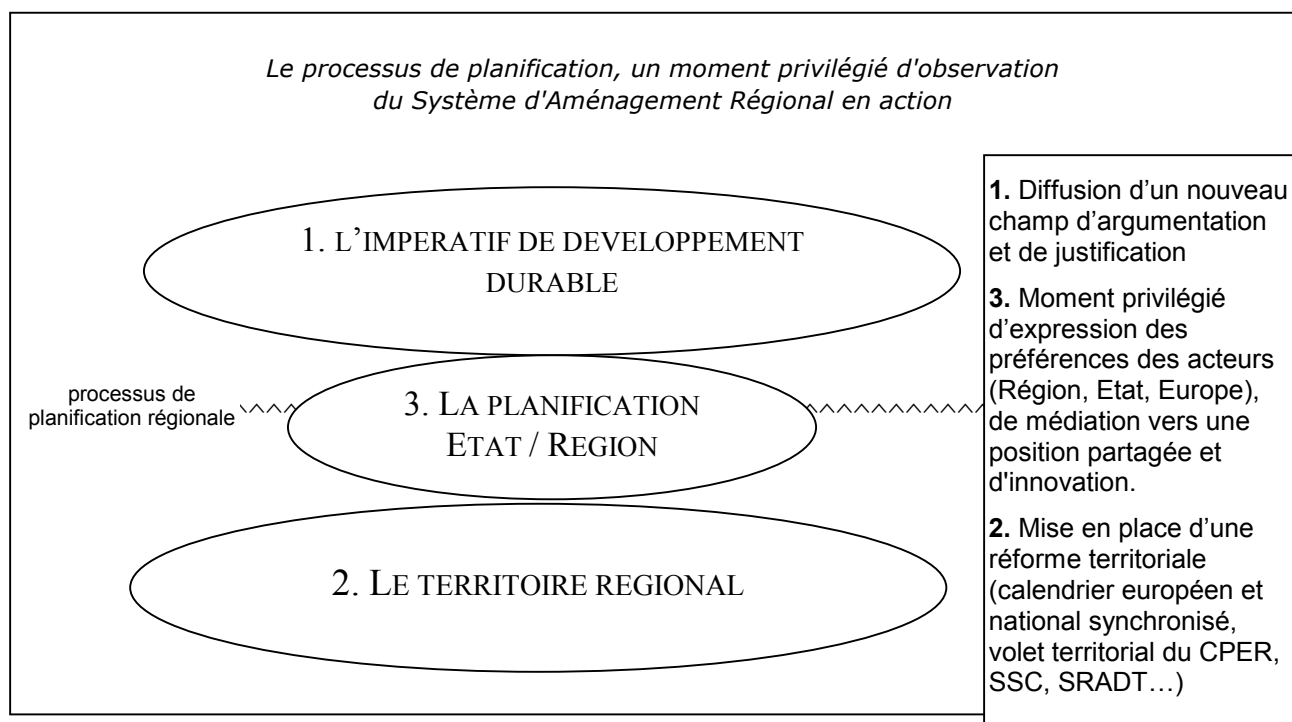 Le processus de planification, un moment privilégié d'observation
du Système d'Aménagement Régional en action
1. L’IMPERATIF DE DEVELOPPEMENT
DURABLE
processus de
planification régionale
3. LA PLANIFICATION
ETAT / REGION
2. LE TERRITOIRE REGIONAL
1. Diffusion d’un nouveau
champ d’argumentation
et de justification
3. Moment privilégié
d’expression des
préférences des acteurs
(Région, Etat, Europe),
de médiation vers une
position partagée et
d'innovation.
2. Mise en place d’une
réforme territoriale
(calendrier européen et
national synchronisé,
volet territorial du CPER,
SSC, SRADT…)